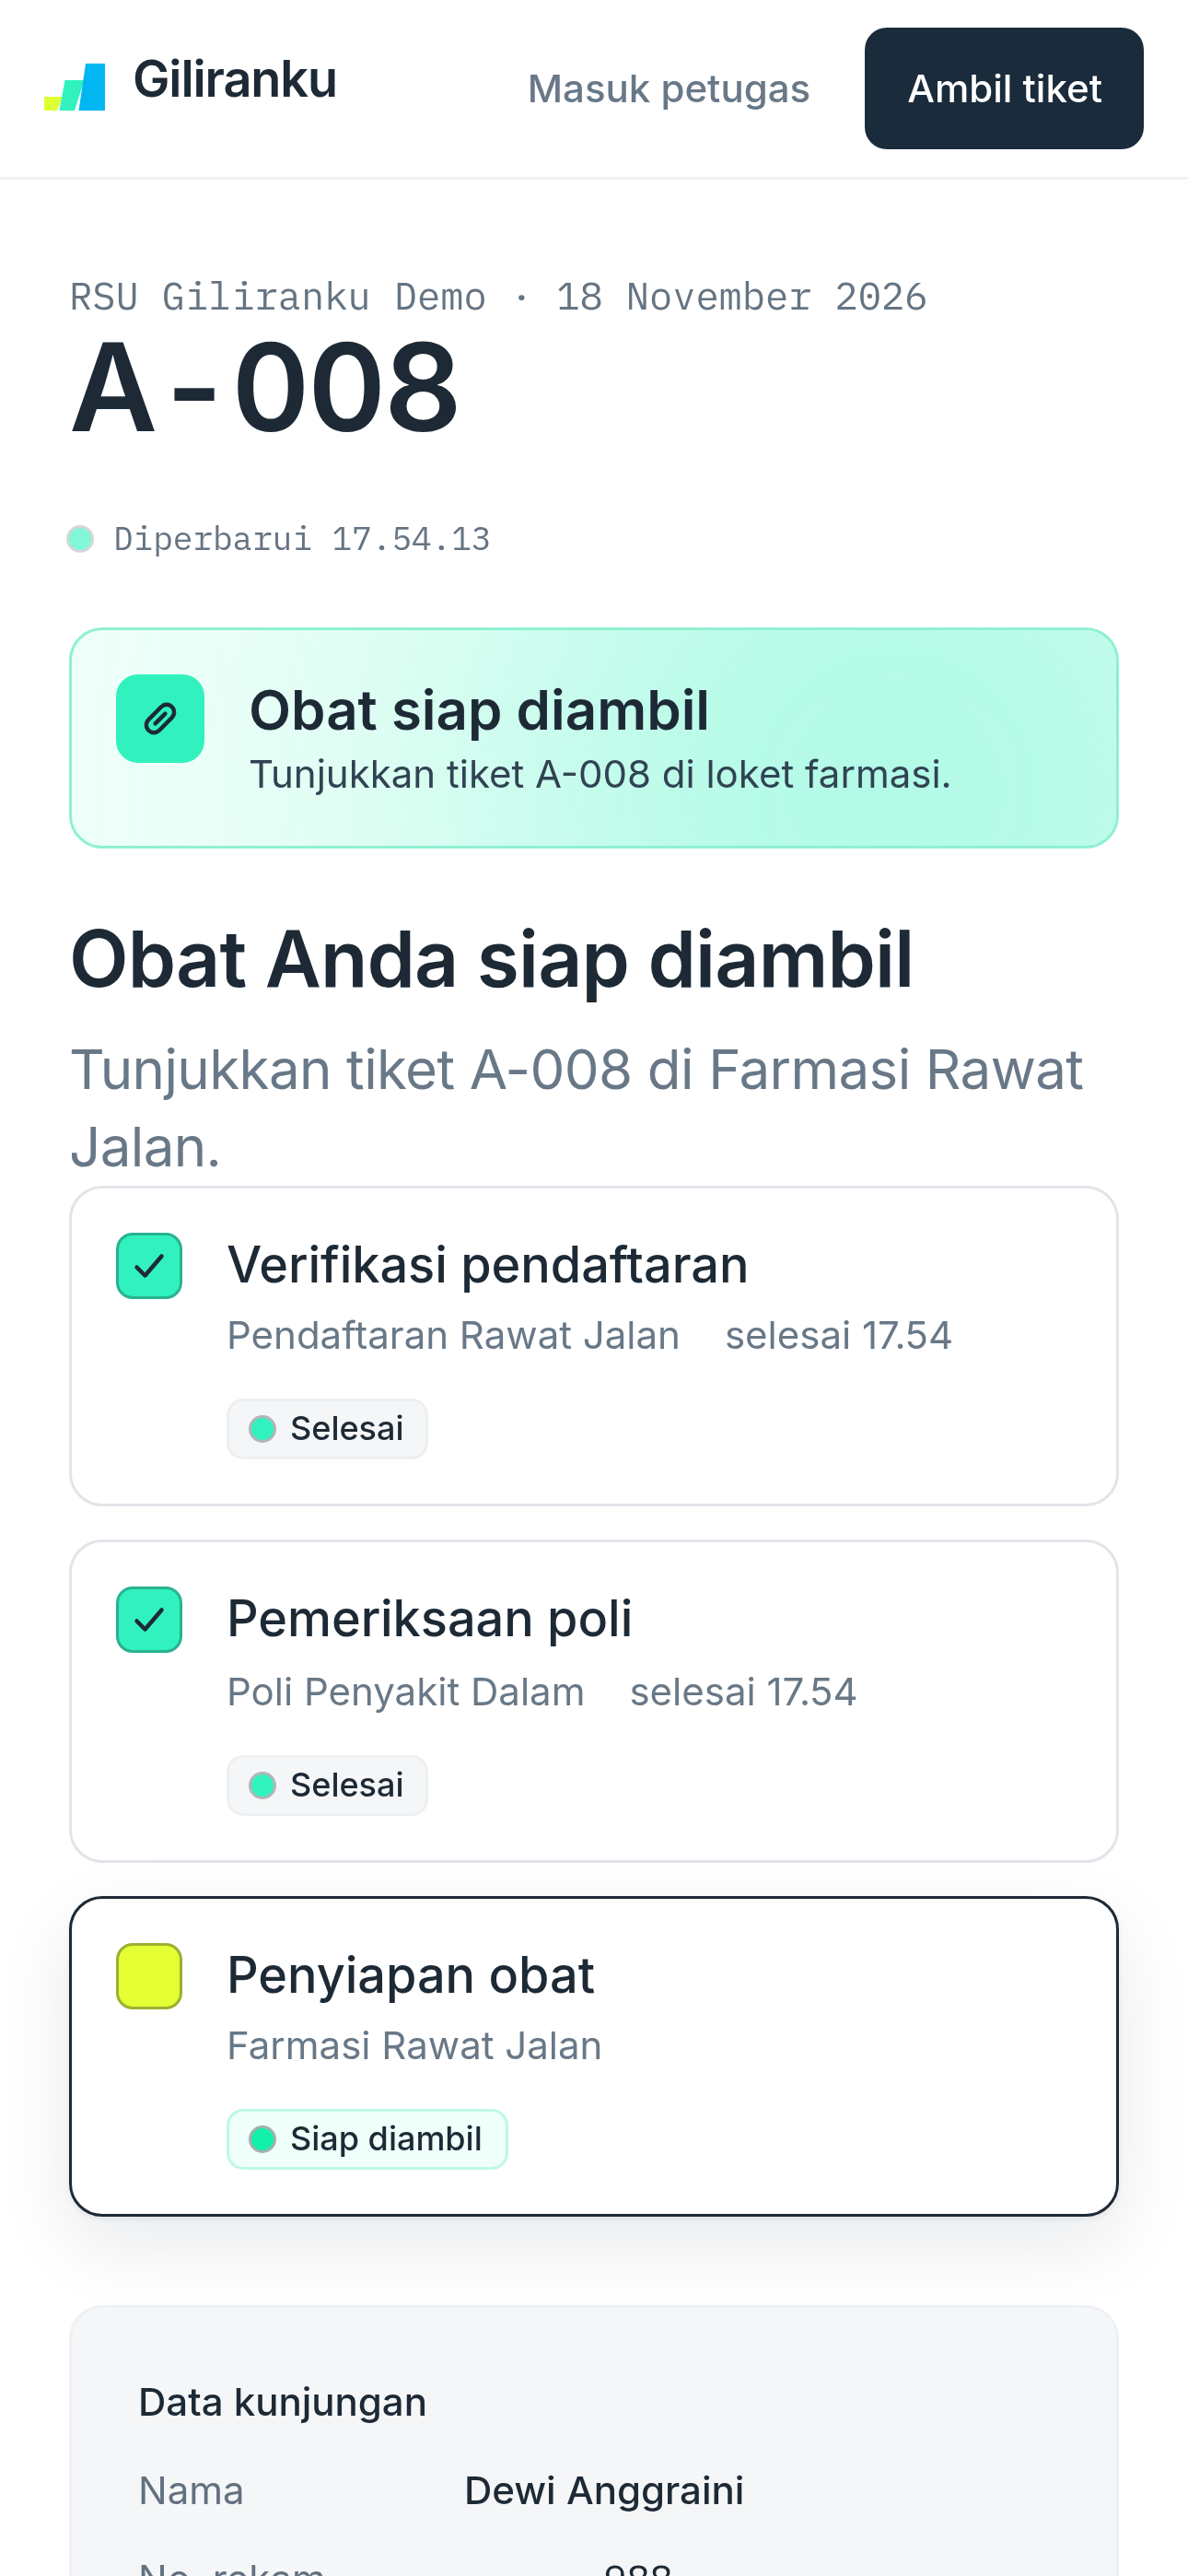 Giliranku
Masuk petugas
Ambil tiket
RSU Giliranku Demo · 18 November 2026
A-008
Diperbarui 17.54.13
Obat siap diambil
Tunjukkan tiket A-008 di loket farmasi.
Obat Anda siap diambil
Tunjukkan tiket A-008 di Farmasi Rawat
Jalan.
Verifikasi pendaftaran
Pendaftaran Rawat Jalan selesai 17.54
Selesai
Pemeriksaan poli
Poli Penyakit Dalam selesai 17.54
Selesai
Penyiapan obat
Farmasi Rawat Jalan
Siap diambil
Data kunjungan
Nama Dewi Anggraini
No. rekam